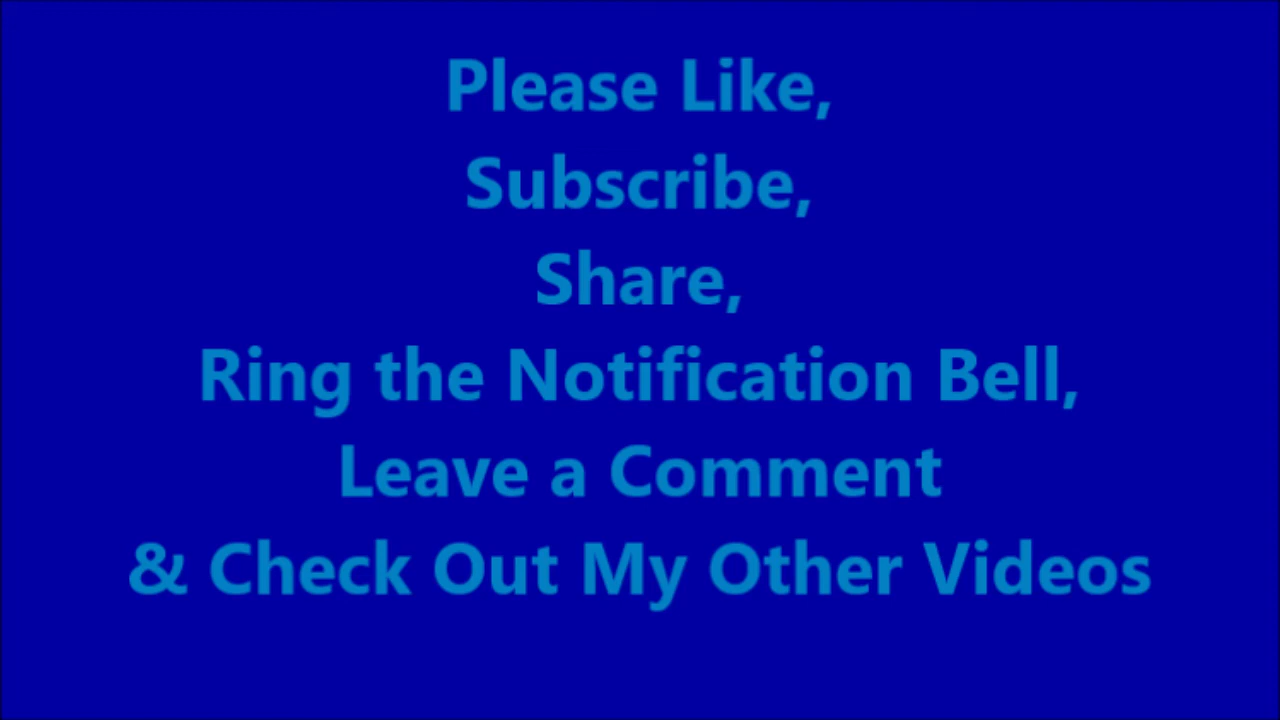 Please Like,
Subscribe,
Share,
Ring the Notification Bell,
Leave a Comment
& Check Out My Other Videos